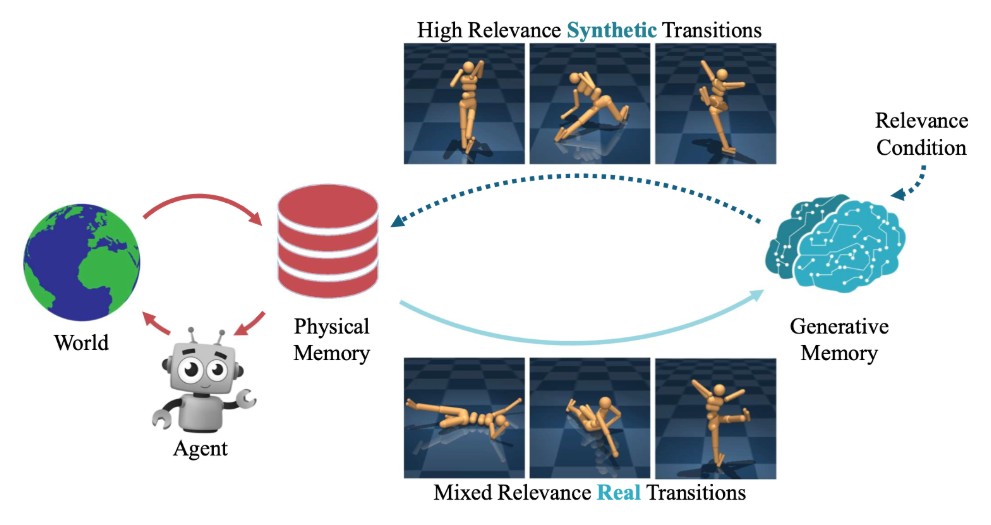 High Relevance Synthetic Transitions
Relevance
Condition
World
Physical
Memory
Agent
Generative
Memory
Mixed Relevance Real Transitions